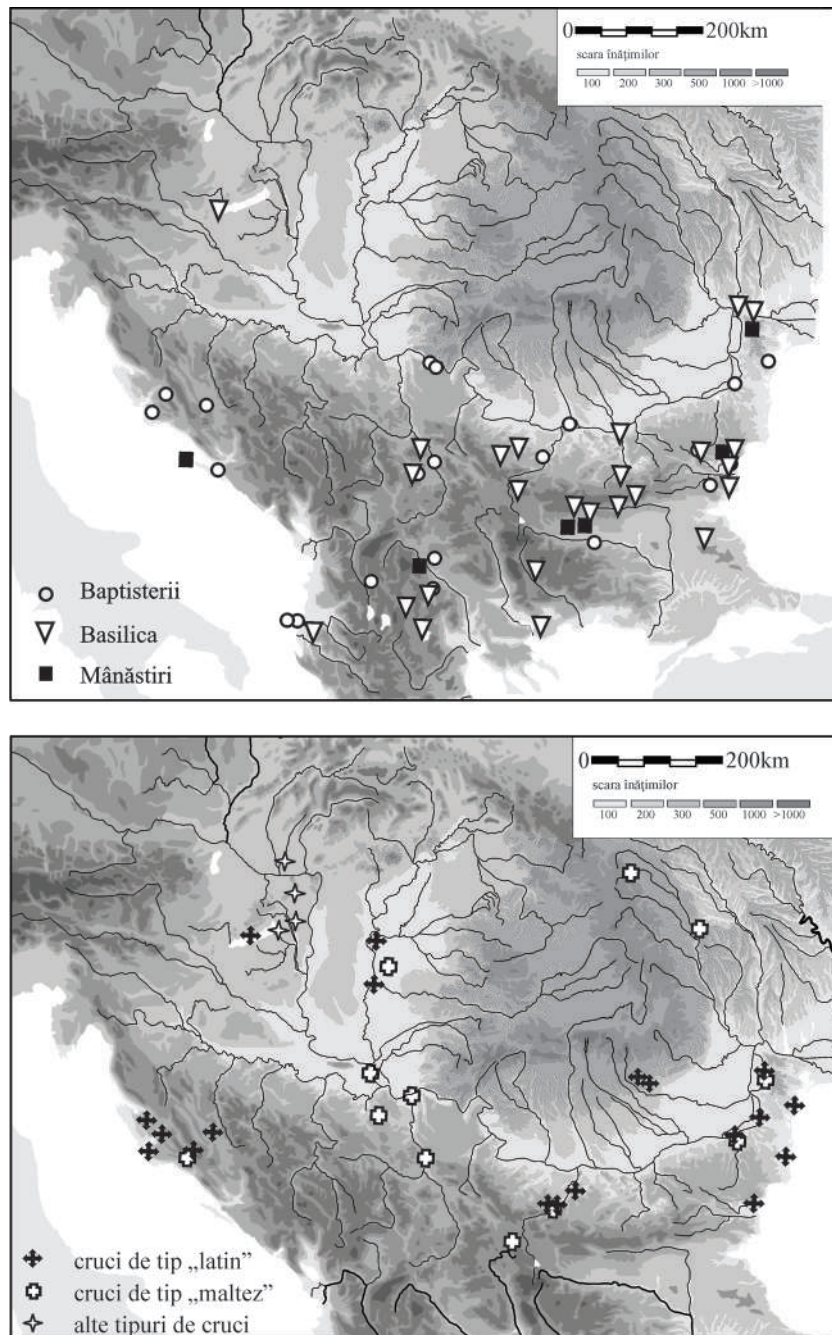 0 200km
scara înățimilor
100 200 300 500 1000 >1000
Baptisterii
Basilica
Mânăstiri
0 200km
scara înățimilor
100 200 300 500 1000 >1000
cruci de tip „latin”
cruci de tip „maltez”
alte tipuri de cruci